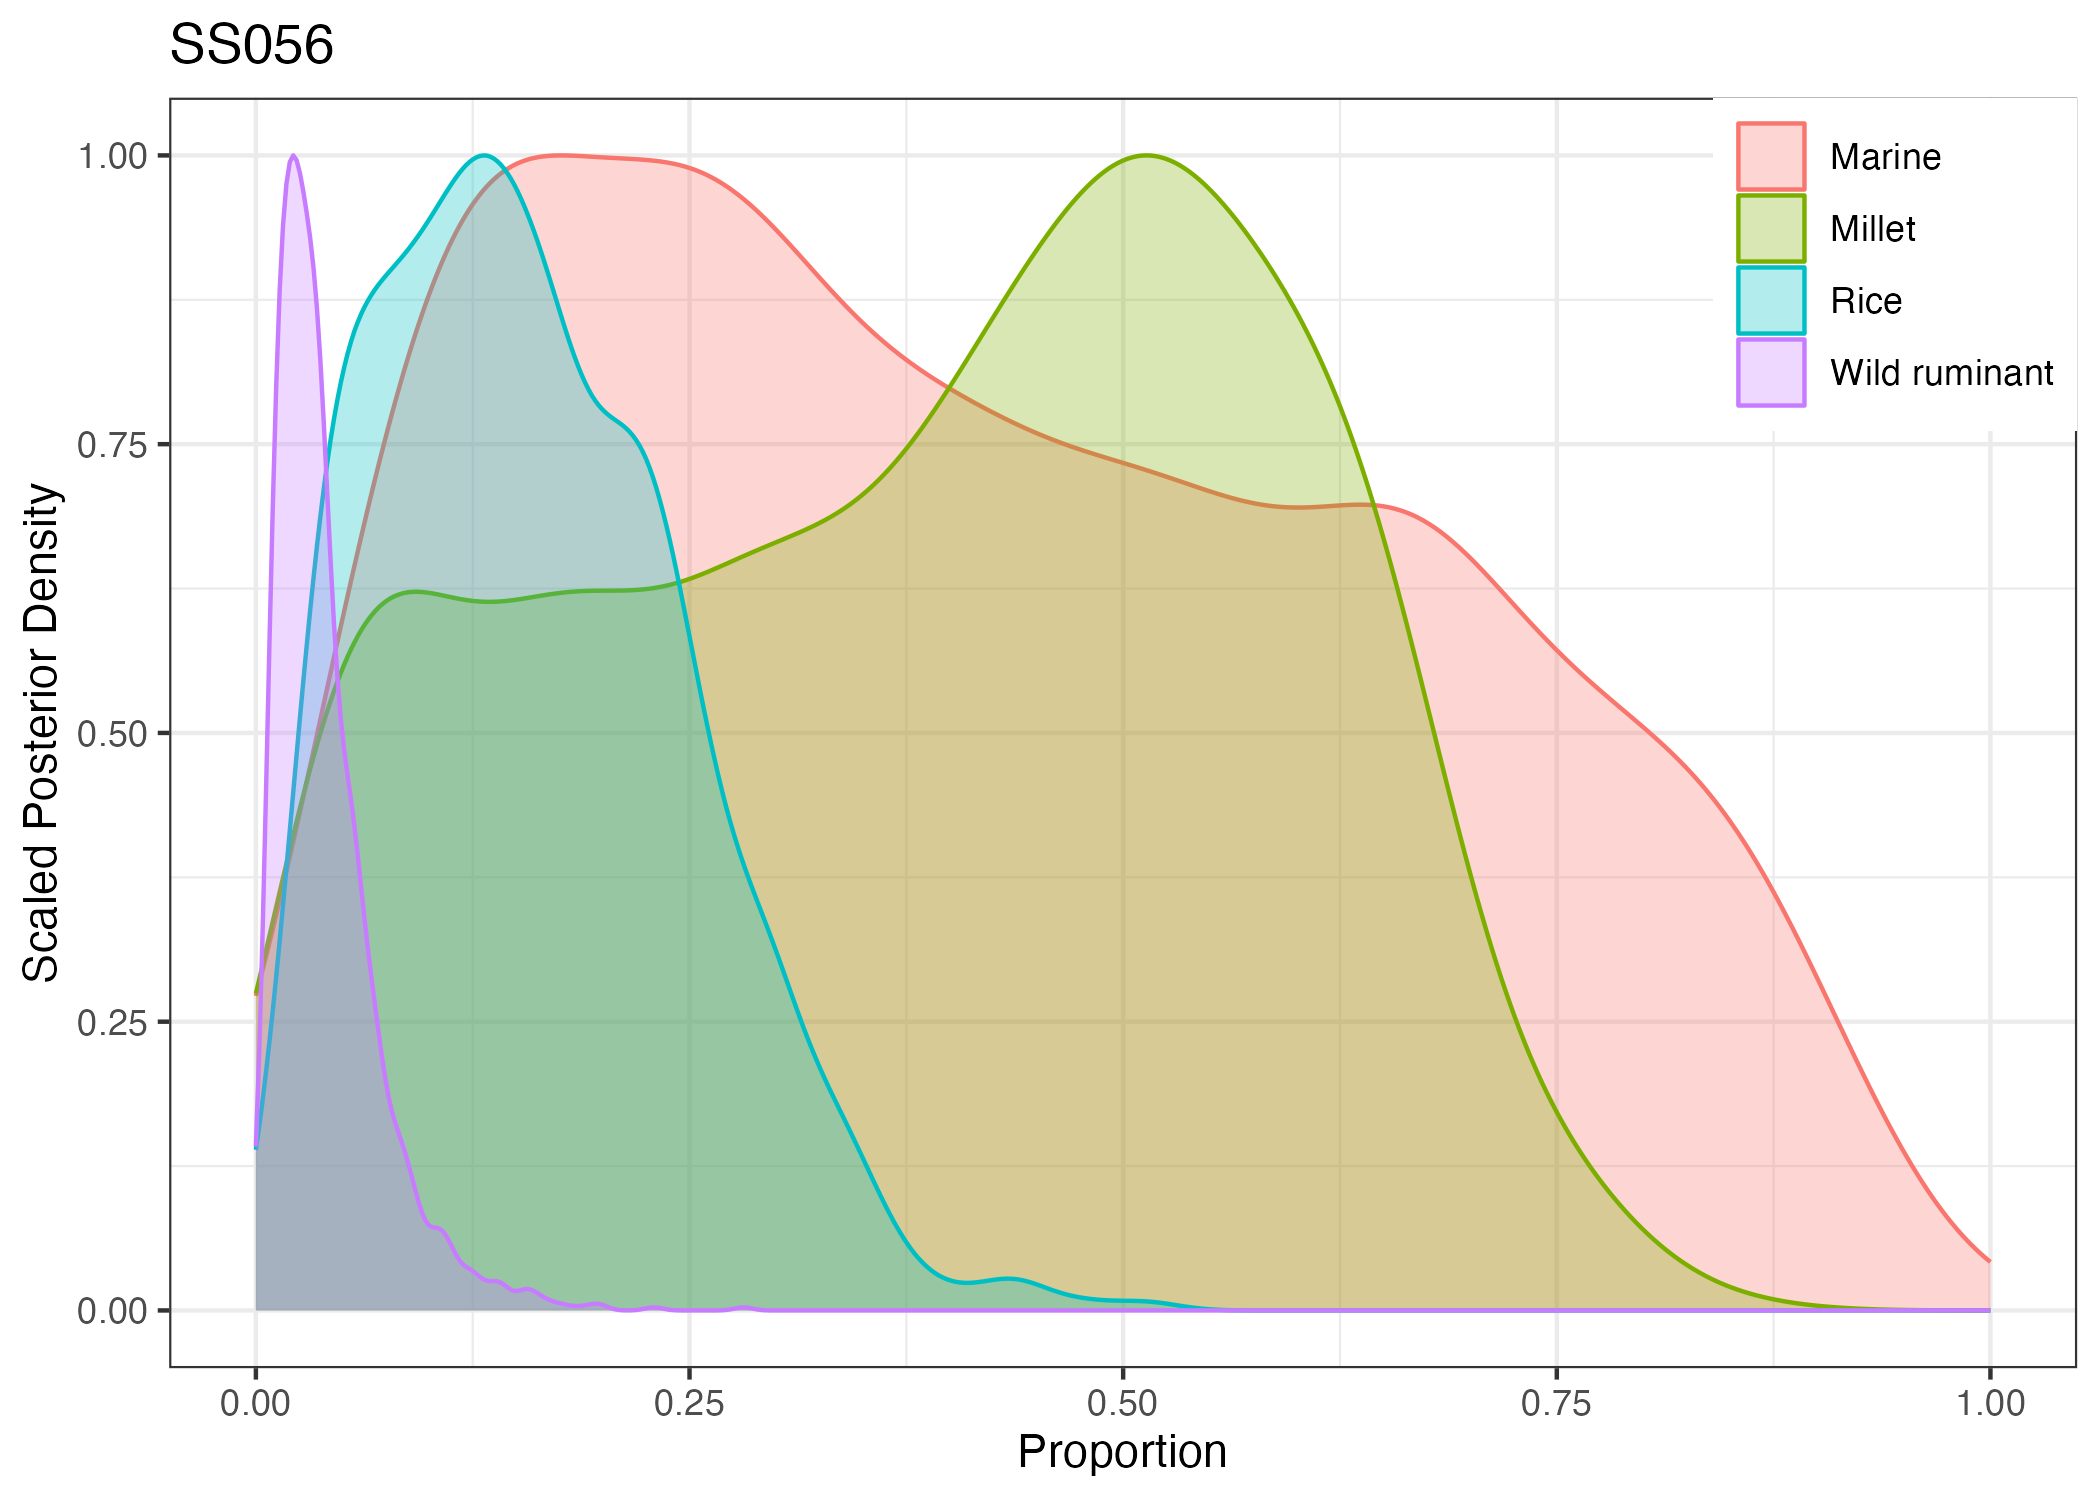 SS056
Marine
Millet
Rice
Wild ruminant
1.00
0.75
0.50
0.25
0.00
Scaled Posterior Density
0.00 0.25 0.50 0.75 1.00
Proportion